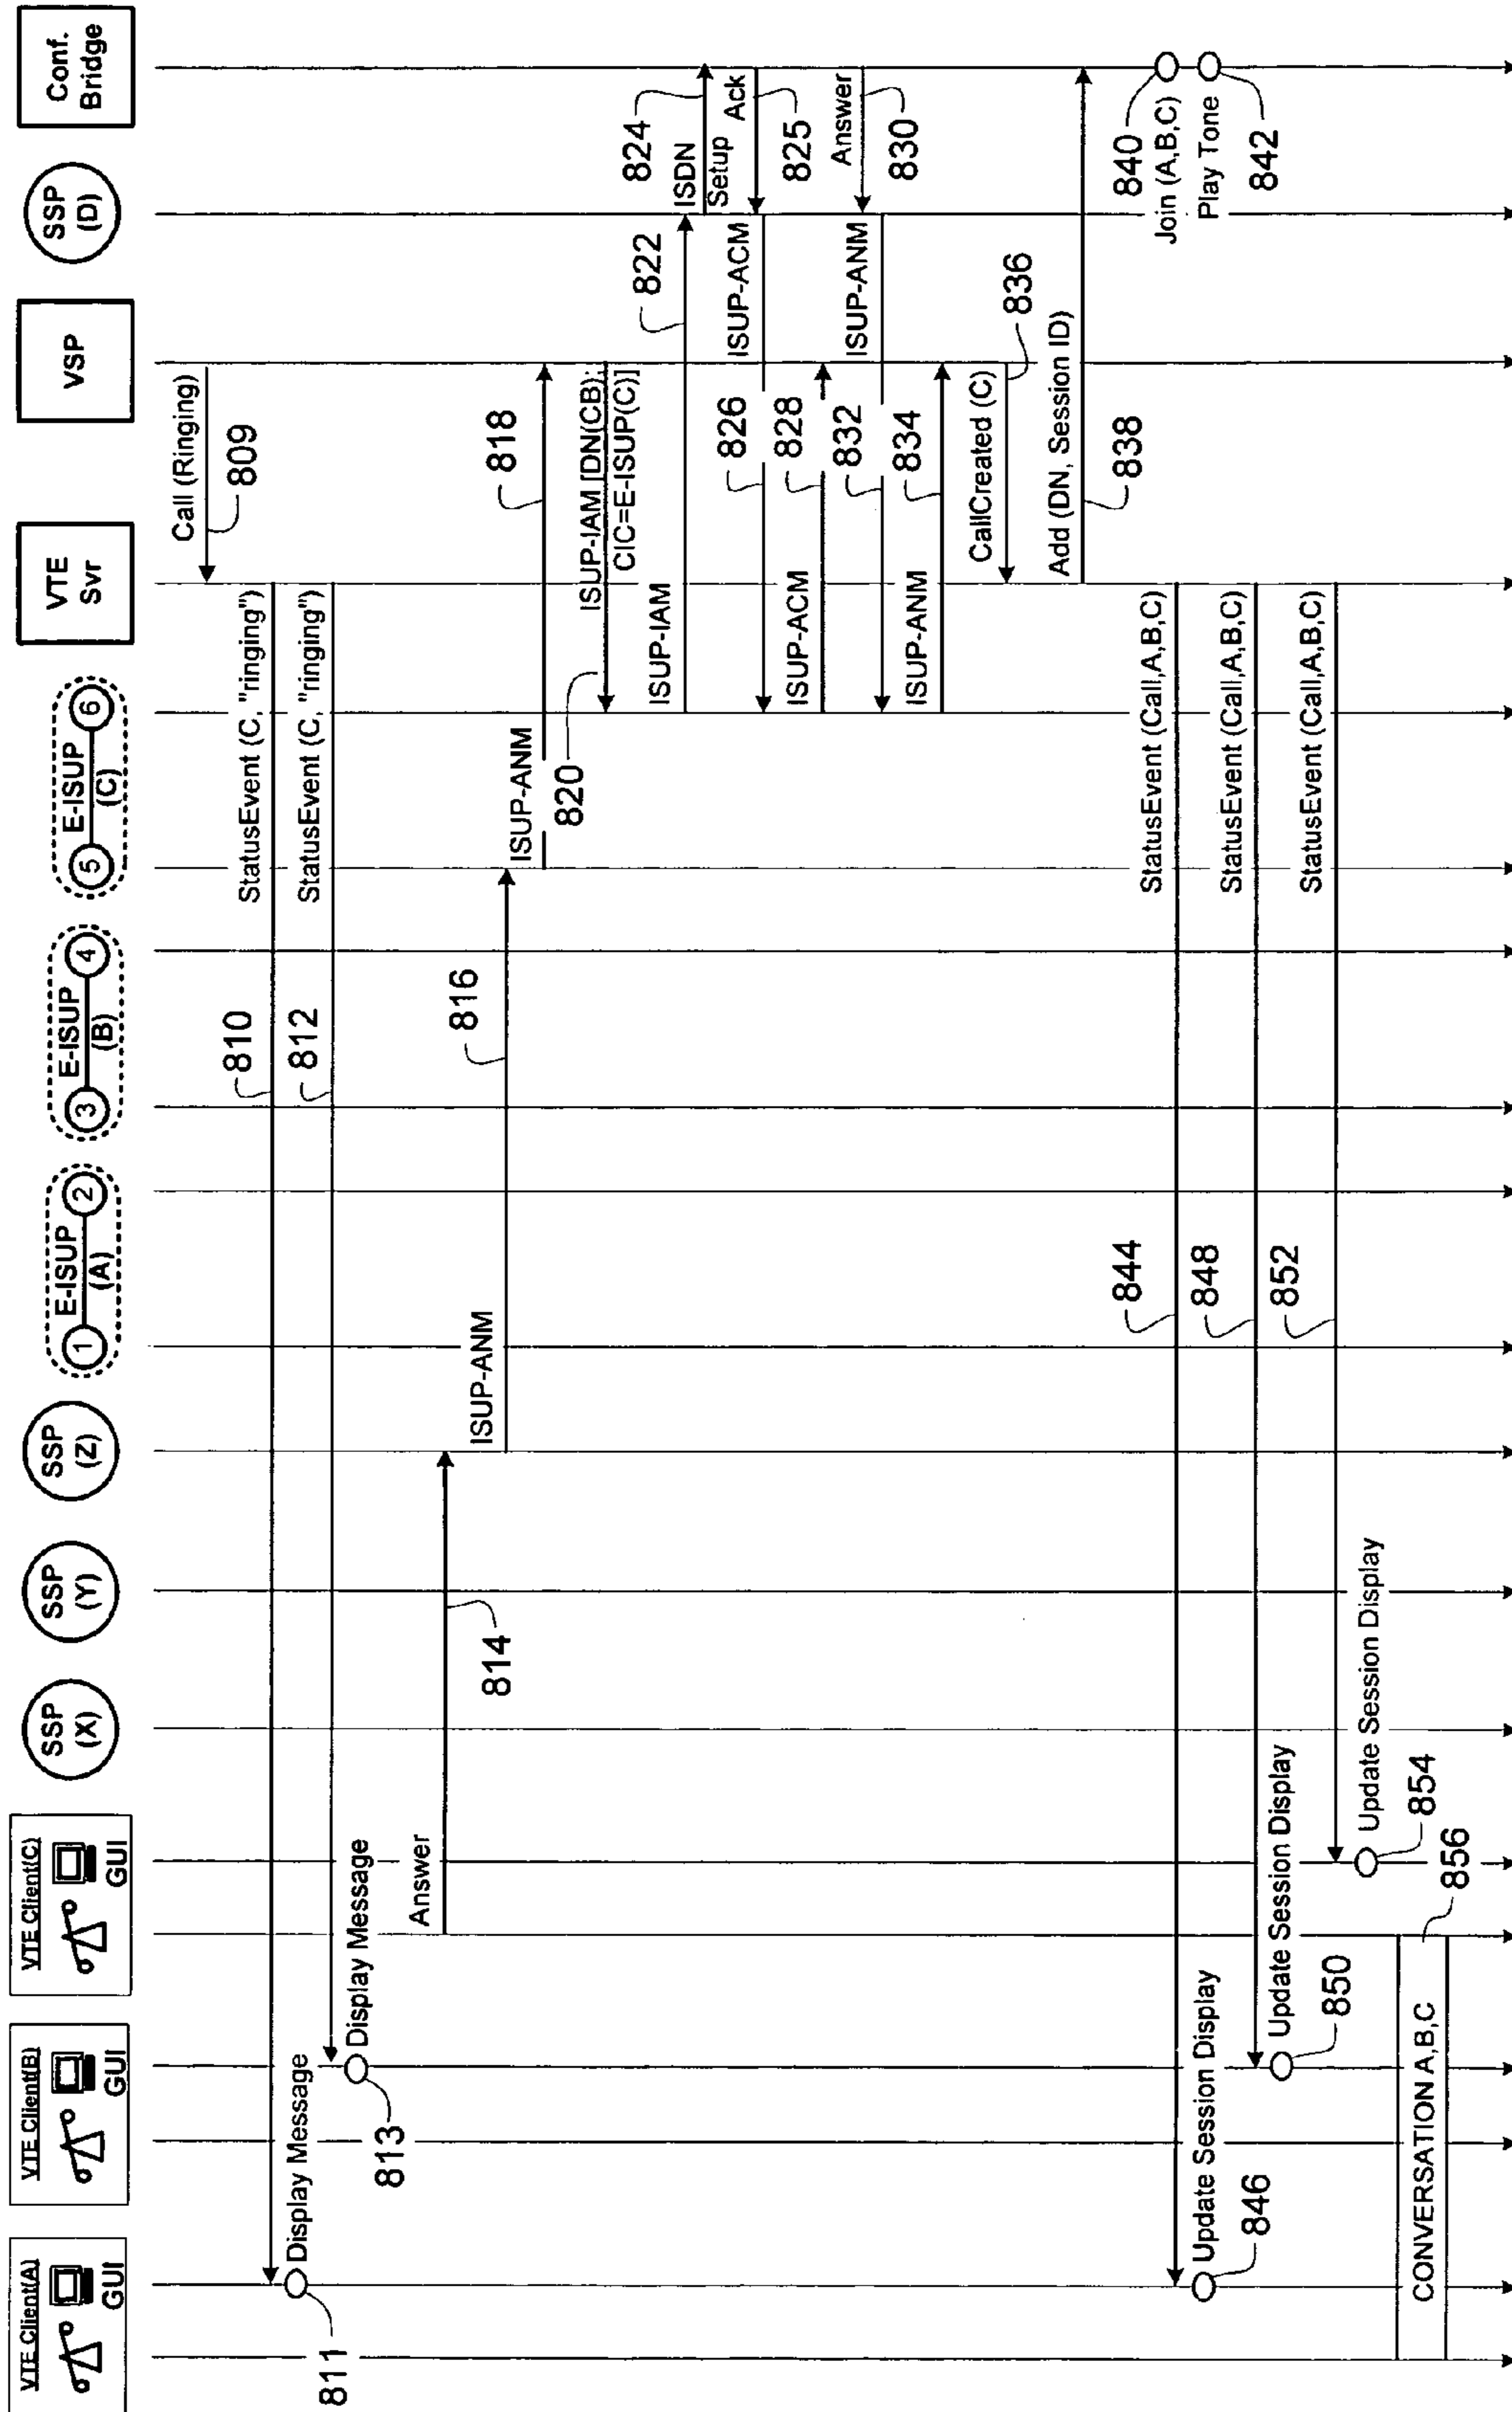 VTE Client(A)
GUI
VTE Client(B)
GUI
VTE Client(C)
GUI
SSP
(X)
SSP
(Y)
SSP
(Z)
1
E-ISUP
(A)
2
3
E-ISUP
(B)
4
5
E-ISUP
(C)
6
VTE
Svr
VSP
SSP
(D)
Conf.
Bridge
Call (Ringing)
809
StatusEvent (C, "ringing")
810
Display Message
811
StatusEvent (C, "ringing")
812
Display Message
813
Answer
814
ISUP-ANM
816
ISUP-ANM
818
ISUP-IAM [DN(CB);
CIC=E-ISUP(C)]
820
ISUP-IAM
822
ISDN
Setup
824
Ack
825
ISUP-ACM
826
ISUP-ACM
828
Answer
830
ISUP-ANM
832
ISUP-ANM
834
CallCreated (C)
836
Add (DN, Session ID)
838
840
Join (A,B,C)
Play Tone
842
StatusEvent (Call,A,B,C)
844
Update Session Display
846
StatusEvent (Call,A,B,C)
848
Update Session Display
850
StatusEvent (Call,A,B,C)
852
Update Session Display
854
CONVERSATION A,B,C
856